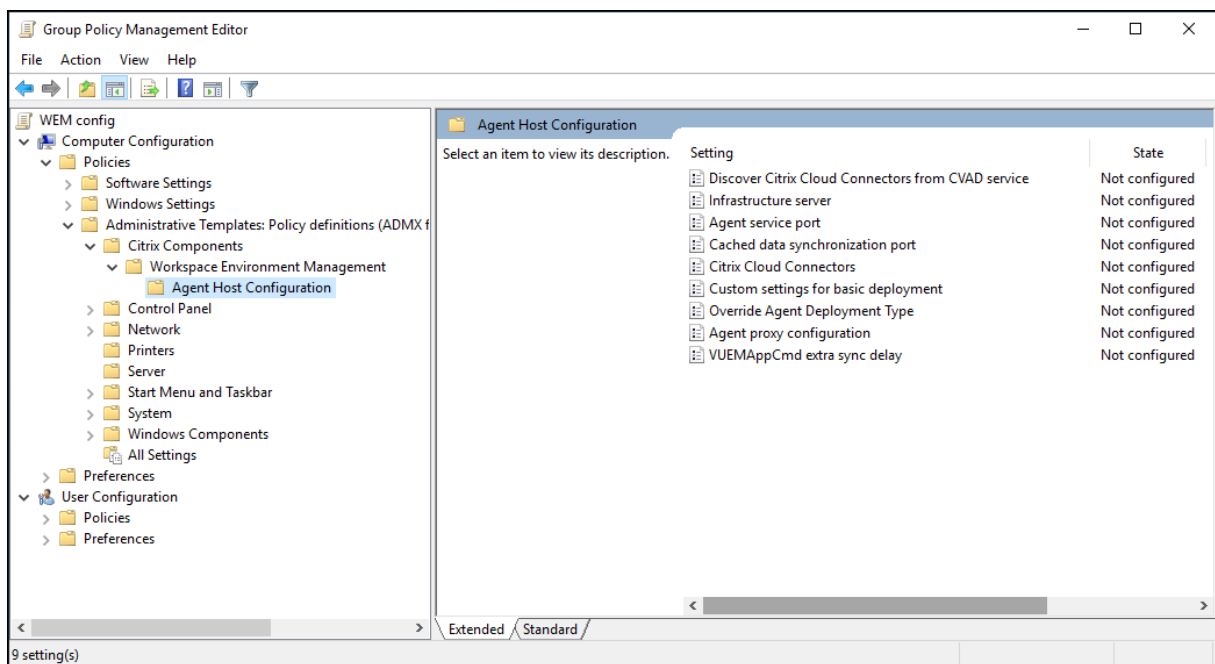 Group Policy Management Editor
File Action View Help
WEM config
Computer Configuration
Policies
Software Settings
Windows Settings
Administrative Templates: Policy definitions (ADMX f
Citrix Components
Workspace Environment Management
Agent Host Configuration
Control Panel
Network
Printers
Server
Start Menu and Taskbar
System
Windows Components
All Settings
Preferences
User Configuration
Policies
Preferences
Agent Host Configuration
Select an item to view its description.
Setting State
Discover Citrix Cloud Connectors from CVAD service Not configured
Infrastructure server Not configured
Agent service port Not configured
Cached data synchronization port Not configured
Citrix Cloud Connectors Not configured
Custom settings for basic deployment Not configured
Override Agent Deployment Type Not configured
Agent proxy configuration Not configured
VUEMAppCmd extra sync delay Not configured
Extended Standard
9 setting(s)